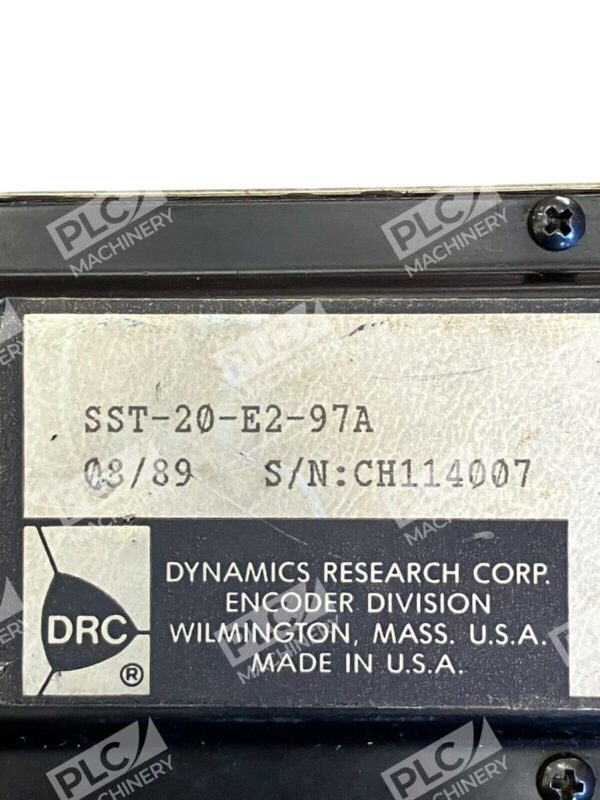 SST-20-E2-97A
08/89 S/N:CH114007
DRC
®
DYNAMICS RESEARCH CORP.
ENCODER DIVISION
WILMINGTON, MASS. U.S.A.
MADE IN U.S.A.
PLC MACHINERY